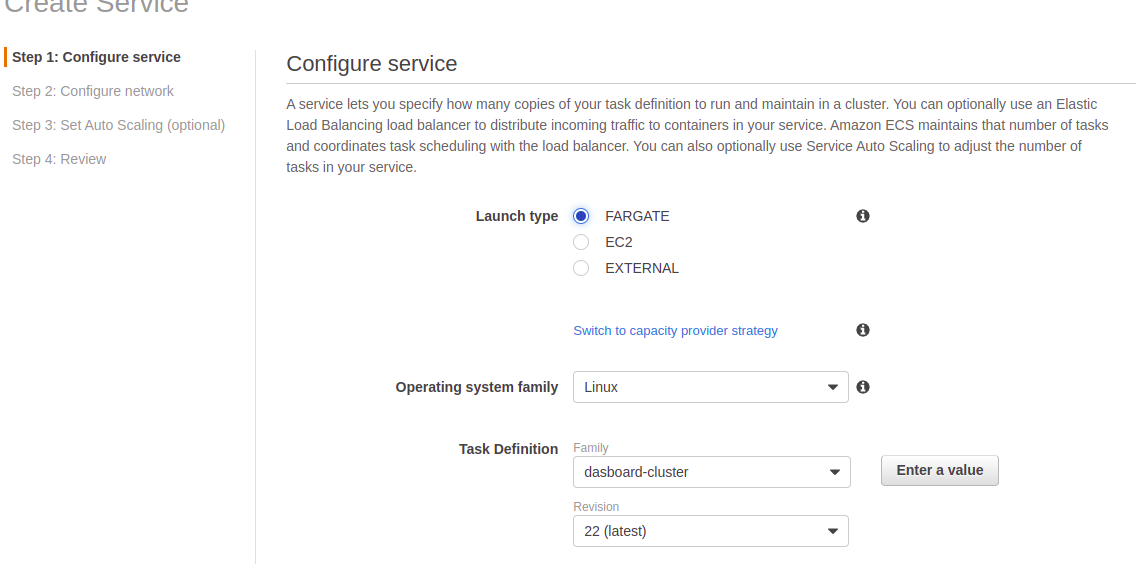 Create Service
Step 1: Configure service
Step 2: Configure network
Step 3: Set Auto Scaling (optional)
Step 4: Review
Configure service
A service lets you specify how many copies of your task definition to run and maintain in a cluster. You can optionally use an Elastic
Load Balancing load balancer to distribute incoming traffic to containers in your service. Amazon ECS maintains that number of tasks
and coordinates task scheduling with the load balancer. You can also optionally use Service Auto Scaling to adjust the number of
tasks in your service.
Launch type
FARGATE
EC2
EXTERNAL
Switch to capacity provider strategy
Operating system family
Linux
Task Definition
Family
dasboard-cluster
Enter a value
Revision
22 (latest)